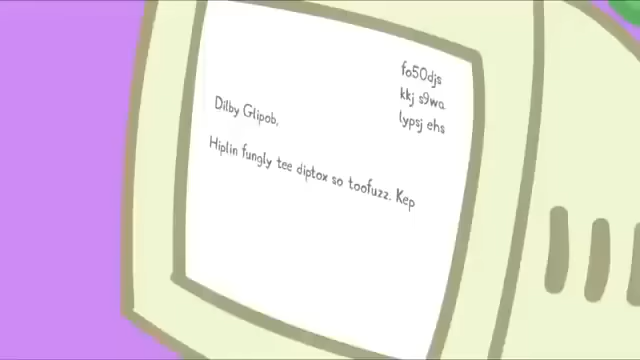 fo50djs
kkj s9wa
lypsj ehs
Dilby Glipob,
Hiplin fungly tee diptox so toofuzz. Kep